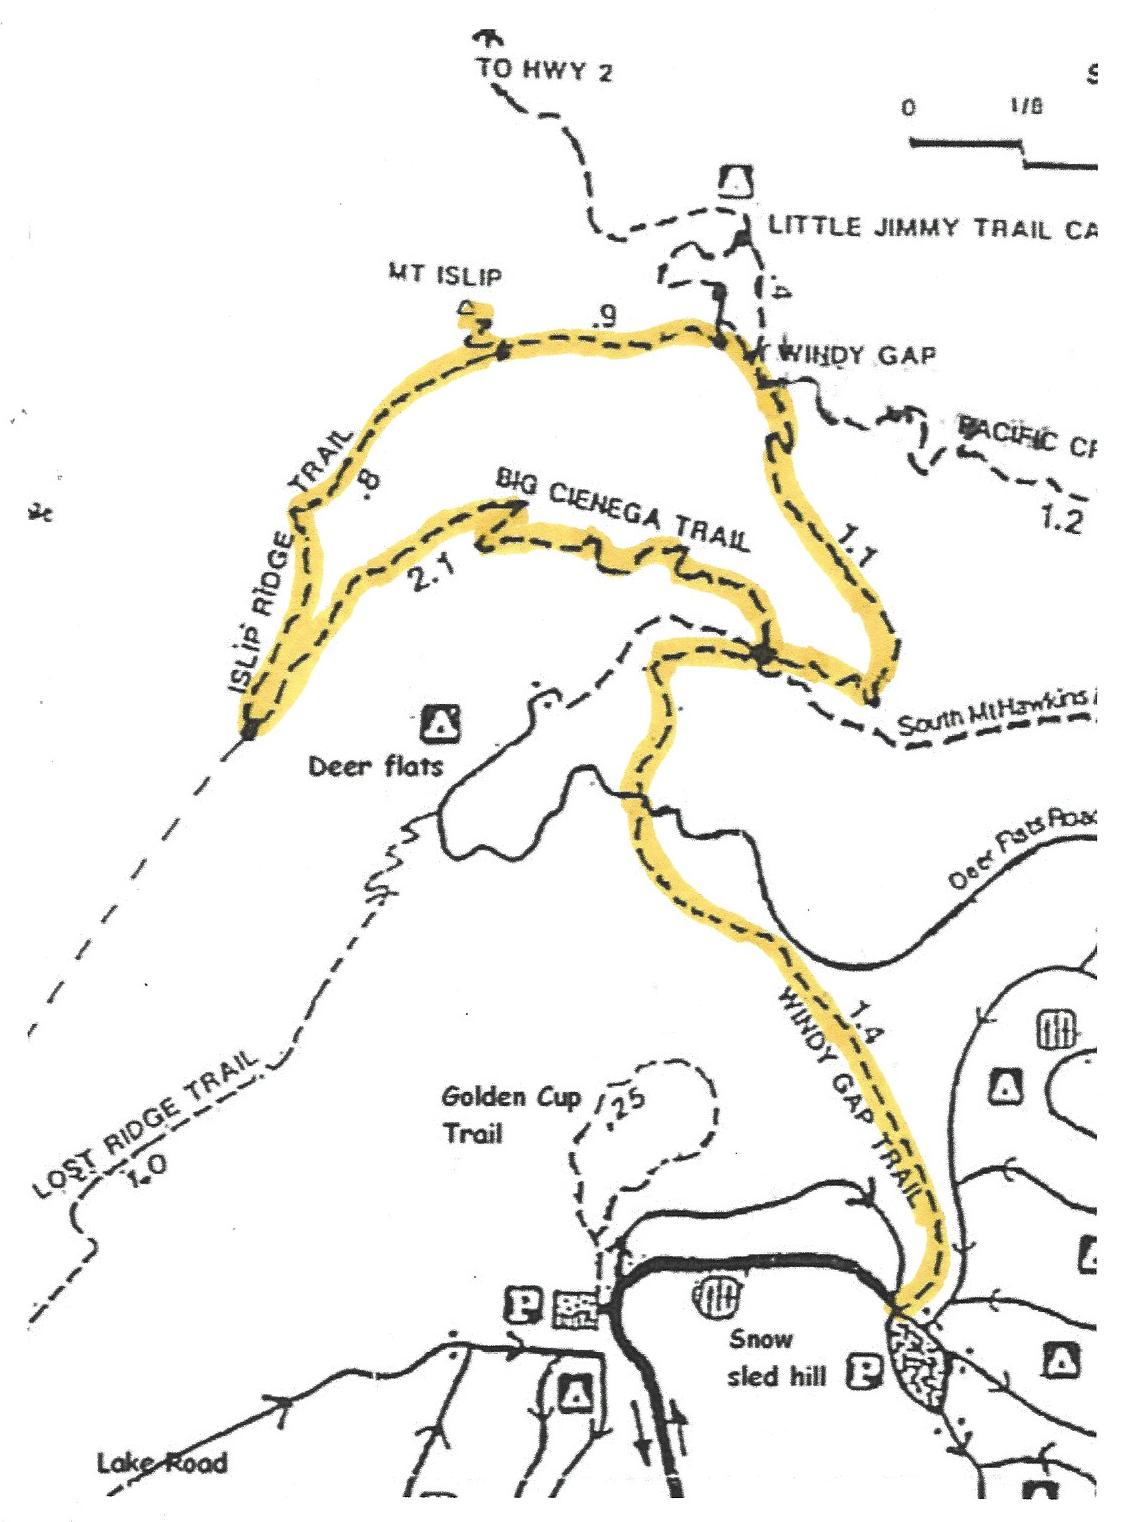 TO HWY 2
S
0 1/8
LITTLE JIMMY TRAIL CA
MT ISLIP
.4
.9
WINDY GAP
PACIFIC CR
TRAIL
.8
BIG CIENEGA TRAIL
1.2
1.1
2.1
ISLIP RIDGE
South Mt Hawkins
Deer flats
Deer Flats Road
WINDY GAP TRAIL
1.4
Golden Cup
Trail
.25
LOST RIDGE TRAIL
1.0
P
Snow
sled hill
P
Lake Road